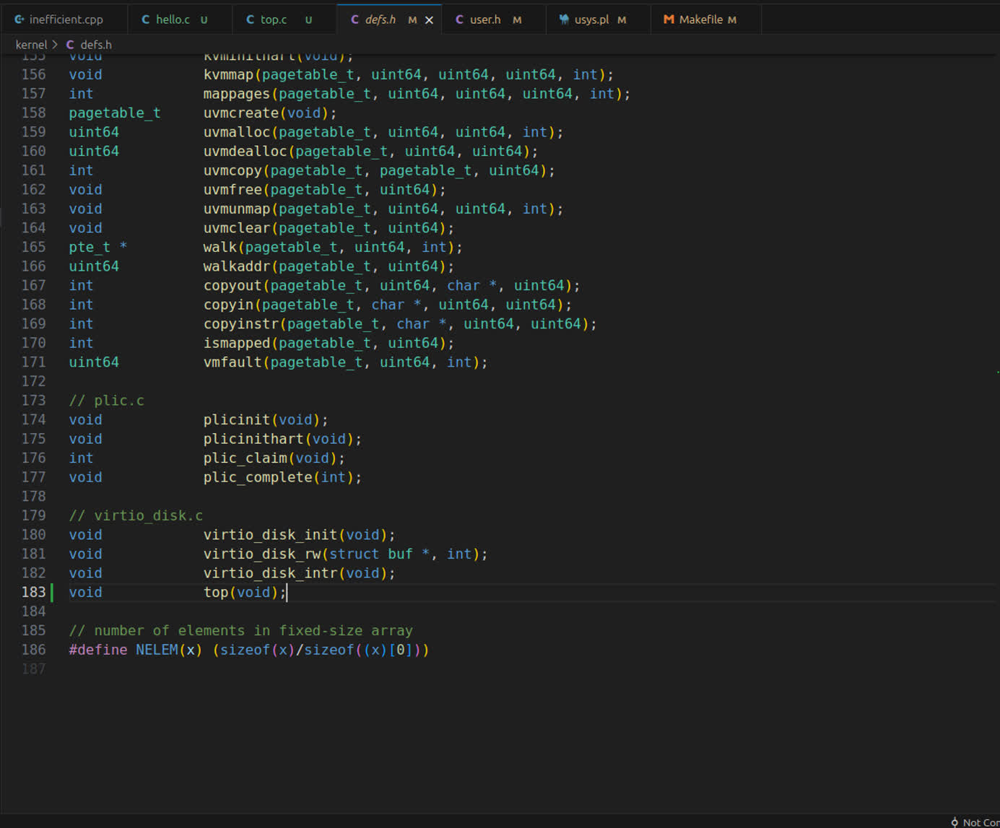 inefficient.cpp C hello.c U C top.c U C defs.h M × C user.h M usys.pl M M Makefile M
kernel > C defs.h
155 void kvminithart(void);
156 void kvmmap(pagetable_t, uint64, uint64, uint64, int);
157 int mappages(pagetable_t, uint64, uint64, uint64, int);
158 pagetable_t uvmcreate(void);
159 uint64 uvmalloc(pagetable_t, uint64, uint64, int);
160 uint64 uvmdealloc(pagetable_t, uint64, uint64);
161 int uvmcopy(pagetable_t, pagetable_t, uint64);
162 void uvmfree(pagetable_t, uint64);
163 void uvmunmap(pagetable_t, uint64, uint64, int);
164 void uvmclear(pagetable_t, uint64);
165 pte_t * walk(pagetable_t, uint64, int);
166 uint64 walkaddr(pagetable_t, uint64);
167 int copyout(pagetable_t, uint64, char *, uint64);
168 int copyin(pagetable_t, char *, uint64, uint64);
169 int copyinstr(pagetable_t, char *, uint64, uint64);
170 int ismapped(pagetable_t, uint64);
171 uint64 vmfault(pagetable_t, uint64, int);
172
173 // plic.c
174 void plicinit(void);
175 void plicinithart(void);
176 int plic_claim(void);
177 void plic_complete(int);
178
179 // virtio_disk.c
180 void virtio_disk_init(void);
181 void virtio_disk_rw(struct buf *, int);
182 void virtio_disk_intr(void);
183 void top(void);
184
185 // number of elements in fixed-size array
186 #define NELEM(x) (sizeof(x)/sizeof((x)[0]))
187
Not Cor